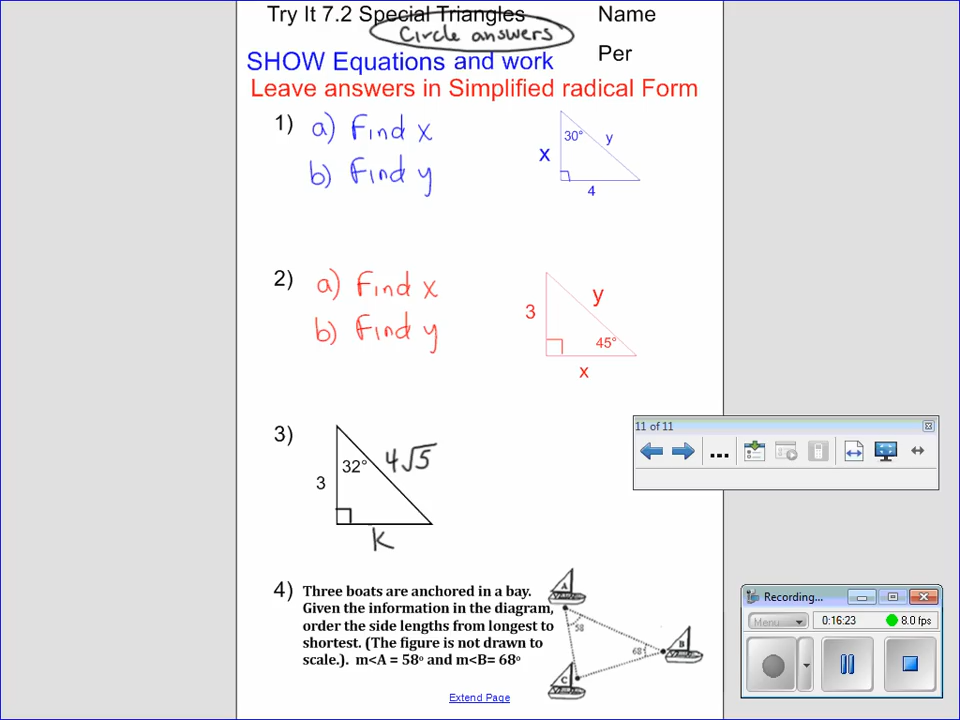 Try It 7.2 Special Triangles
Name
Circle answers
Per
SHOW Equations and work
Leave answers in Simplified radical Form
1)
a) Find x
b) Find y
30°
y
x
4
2)
a) Find x
b) Find y
3
y
45°
x
3)
32°
4√5
3
K
11 of 11
4)
Three boats are anchored in a bay.
Given the information in the diagram,
order the side lengths from longest to
shortest. (The figure is not drawn to
scale.). m<A = 58° and m<B= 68°
A
58
68
B
C
Extend Page
Recording...
Menu
0:16:23
8.0 fps